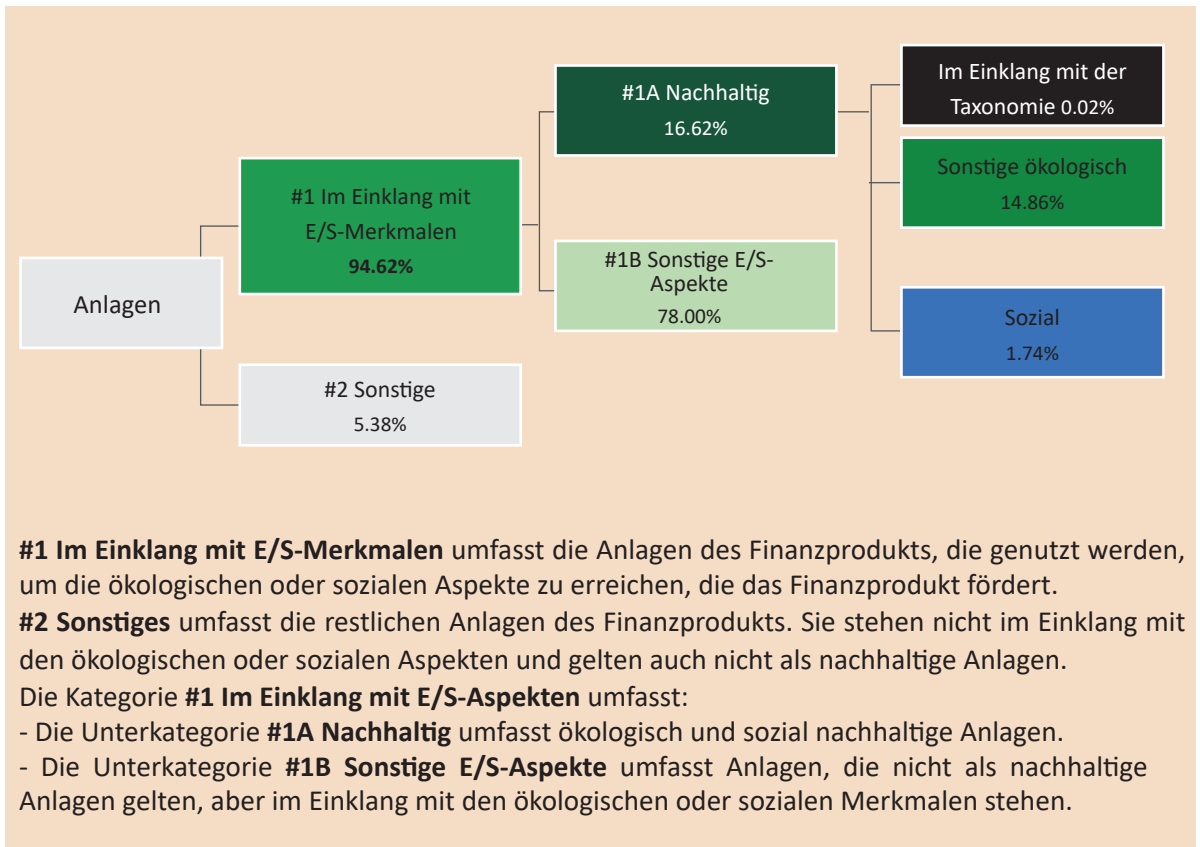 Anlagen
#1 Im Einklang mit
E/S-Merkmalen
94.62%
#2 Sonstige
5.38%
#1A Nachhaltig
16.62%
#1B Sonstige E/S-
Aspekte
78.00%
Im Einklang mit der
Taxonomie 0.02%
Sonstige ökologisch
14.86%
Sozial
1.74%
#1 Im Einklang mit E/S-Merkmalen umfasst die Anlagen des Finanzprodukts, die genutzt werden,
um die ökologischen oder sozialen Aspekte zu erreichen, die das Finanzprodukt fördert.
#2 Sonstiges umfasst die restlichen Anlagen des Finanzprodukts. Sie stehen nicht im Einklang mit
den ökologischen oder sozialen Aspekten und gelten auch nicht als nachhaltige Anlagen.
Die Kategorie #1 Im Einklang mit E/S-Aspekten umfasst:
- Die Unterkategorie #1A Nachhaltig umfasst ökologisch und sozial nachhaltige Anlagen.
- Die Unterkategorie #1B Sonstige E/S-Aspekte umfasst Anlagen, die nicht als nachhaltige
Anlagen gelten, aber im Einklang mit den ökologischen oder sozialen Merkmalen stehen.